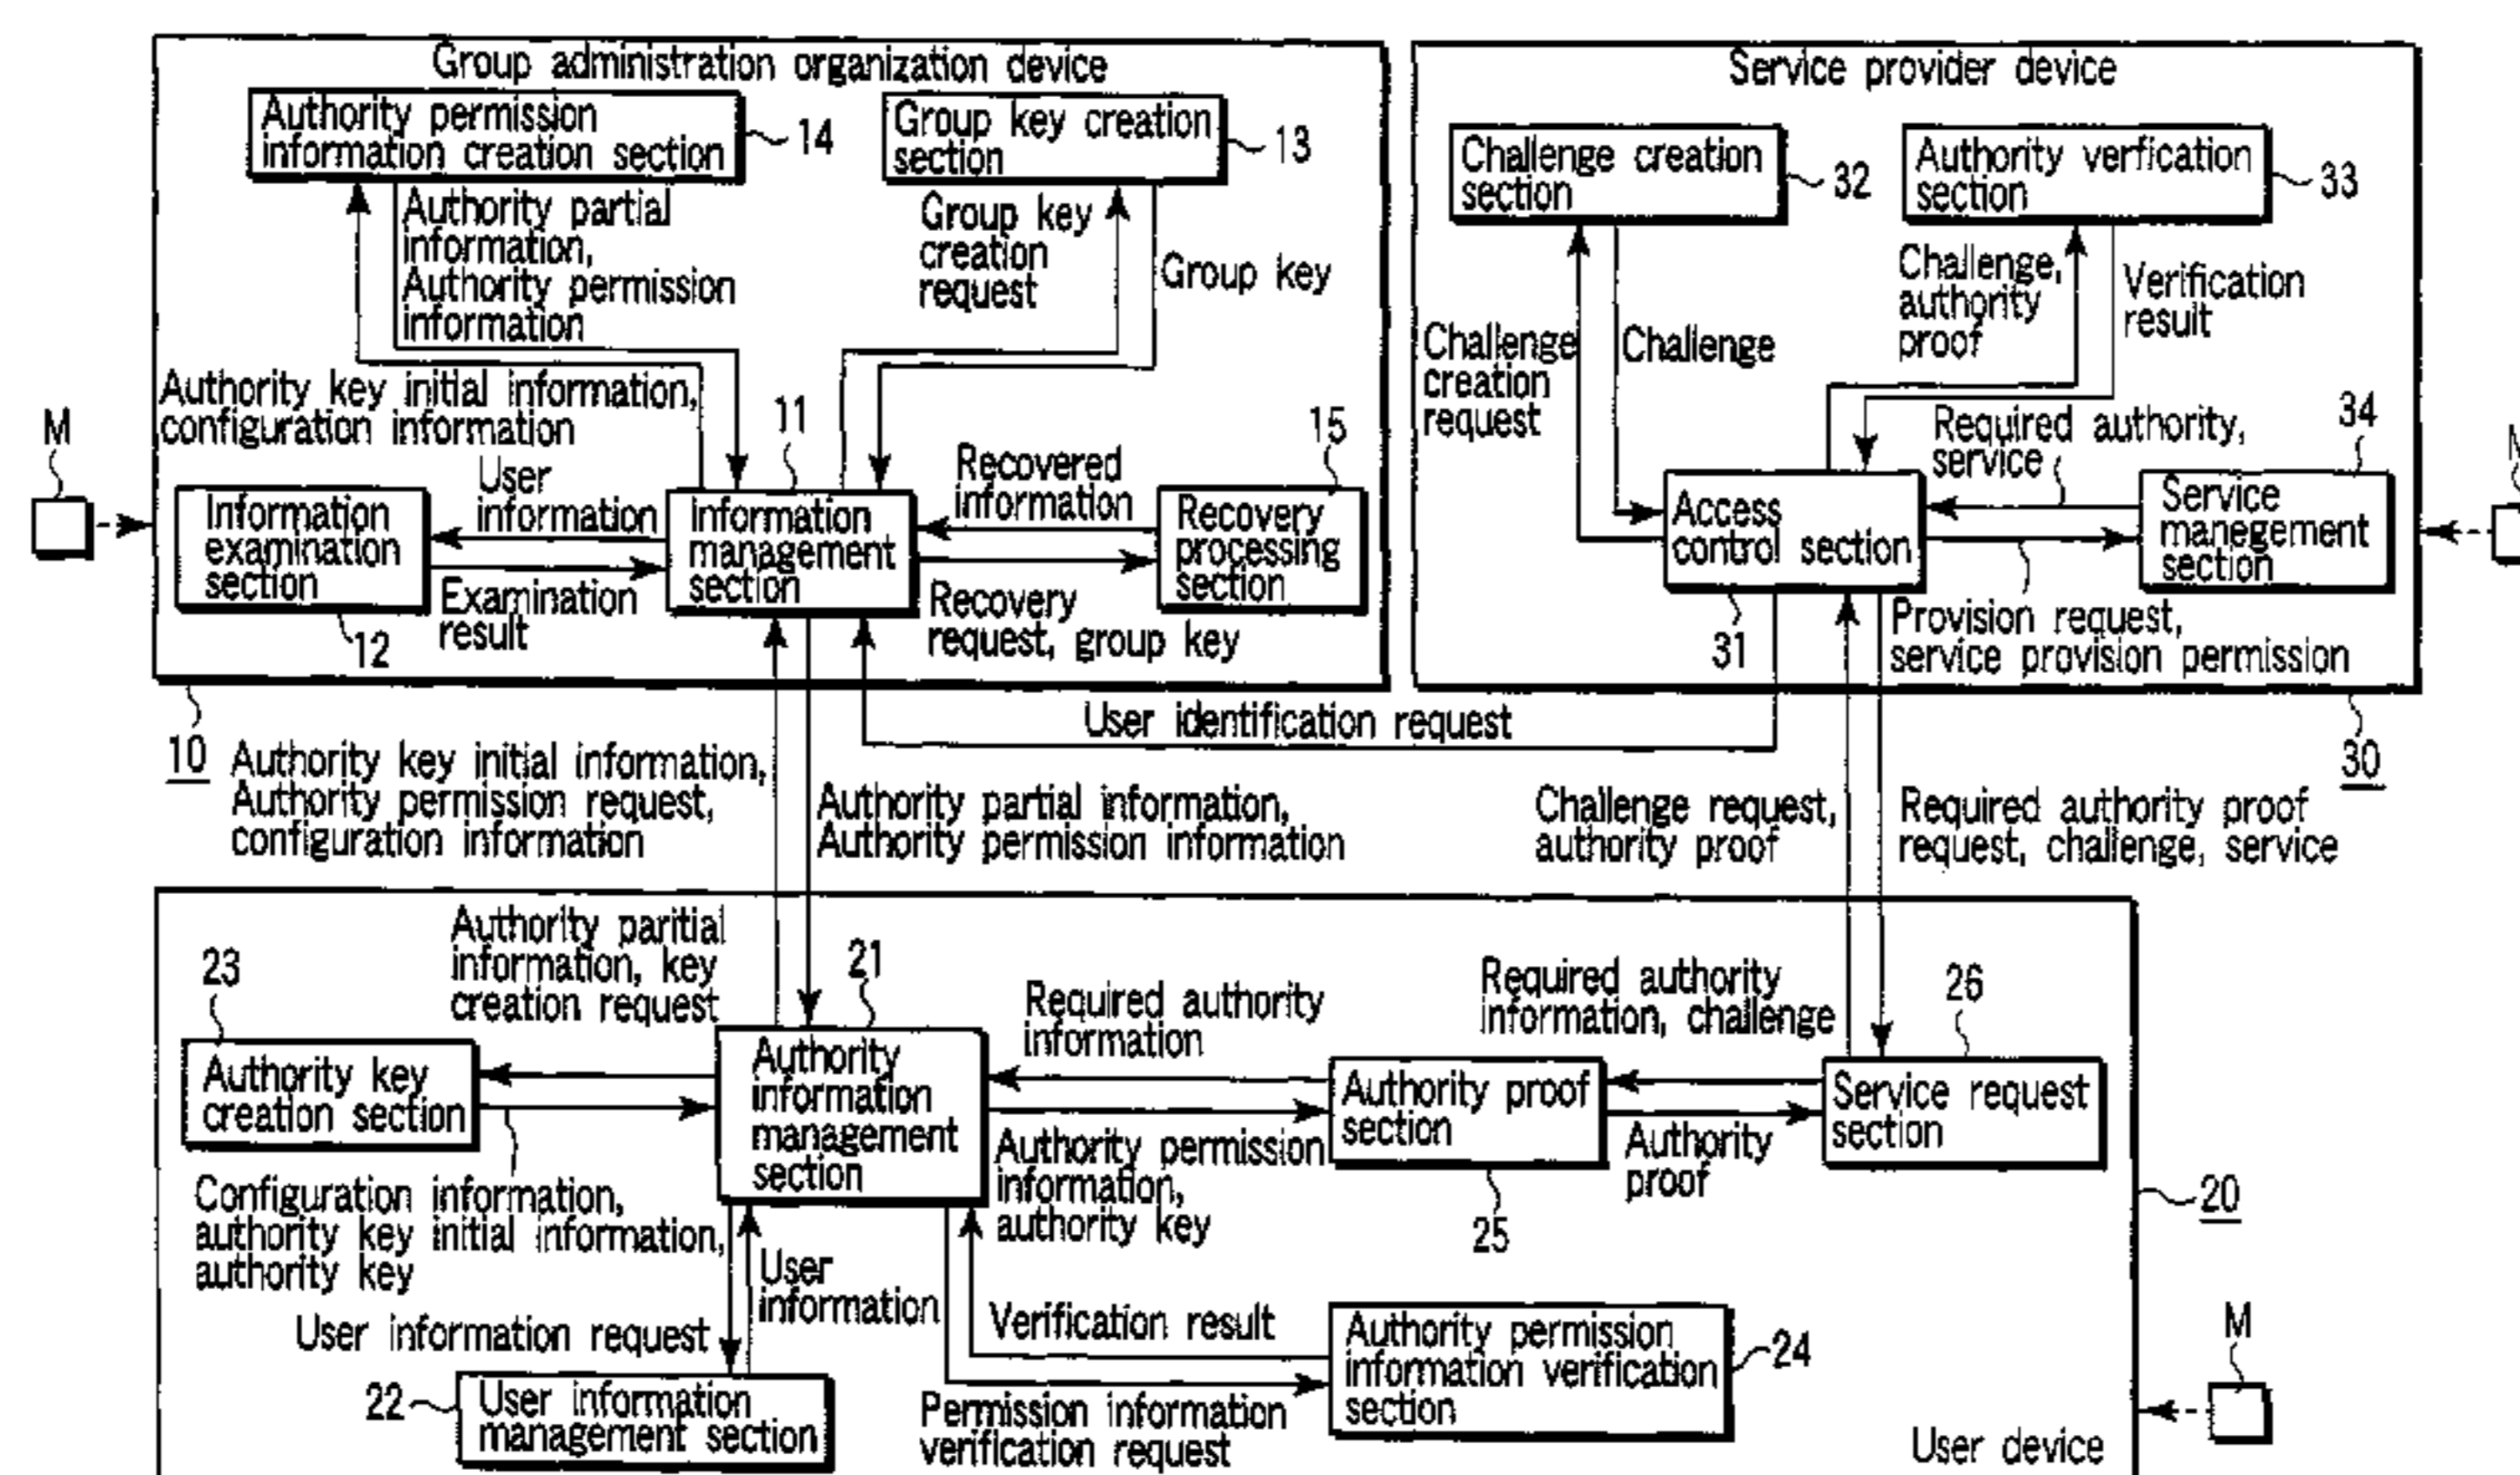 Group administration organization device
Authority permission
information creation section
14
Group key creation
section
13
Authority partial
information,
Authority permission
information
Group key
creation
request
Group key
Authority key initial information,
configuration information
M
11
15
User
information
Recovered
information
Information
examination
section
Information
management
section
Recovery
processing
section
Examination
result
Recovery
request, group key
12
10
Service provider device
Challenge creation
section
32
Authority verfication
section
33
Challenge
creation
request
Challenge
Challenge,
authority
proof
Verification
result
Required authority,
service
34
Access
control section
Service
manegement
section
31
Provision request,
service provision permission
30
User identification request
Authority key initial information,
Authority permission request,
configuration information
Authority partial information,
Authority permission information
Challenge request,
authority proof
Required authority proof
request, challenge, service
Authority paritial
information, key
creation request
23
21
Required authority
information
Required authority
information, challenge
26
Authority key
creation section
Authority
information
management
section
Authority proof
section
Service request
section
Authority permission
information,
authority key
Authority
proof
25
20
Configuration information,
authority key initial information,
authority key
User
information
User information request
Verification result
Authority permission
information verification
section
24
M
22
User information
management section
Permission information
verification request
User device